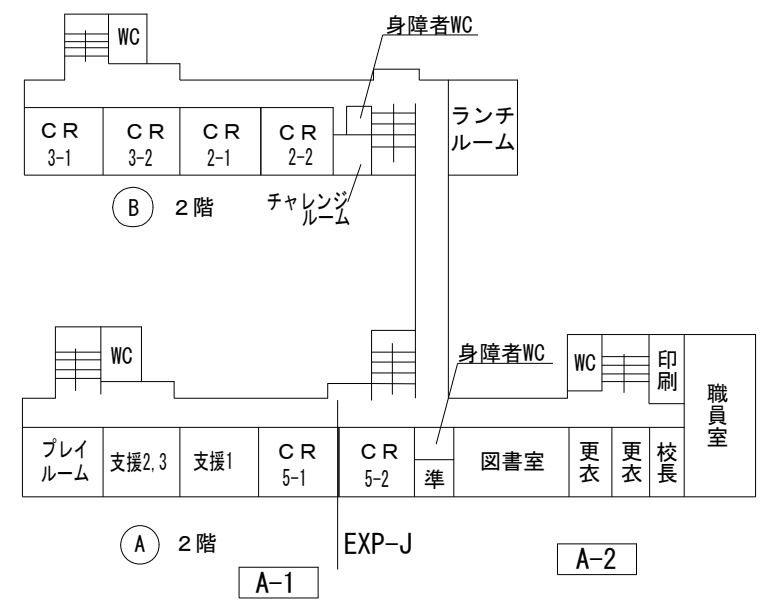 身障者WC
WC
ランチ
ルーム
CR
3-1
CR
3-2
CR
2-1
CR
2-2
B
2階
チャレンジ
ルーム
身障者WC
WC
WC
印
刷
職
員
室
プレイ
ルーム
支援2,3
支援1
CR
5-1
CR
5-2
準
図書室
更
衣
更
衣
校
長
A
2階
EXP-J
A-1
A-2